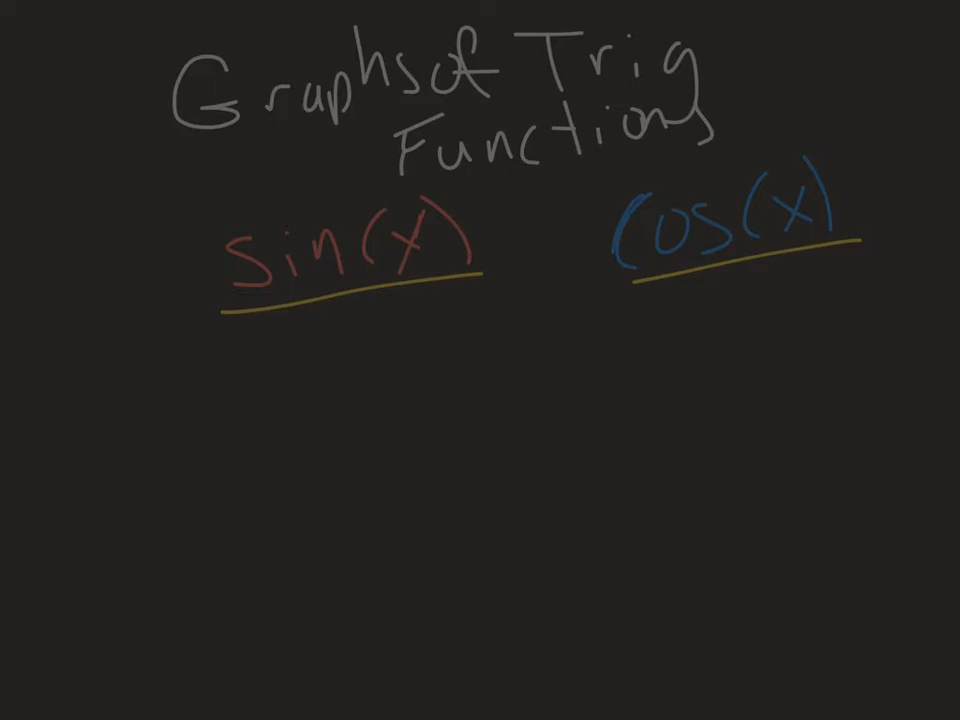 Graphs of Trig
Functions
sin(x) cos(x)